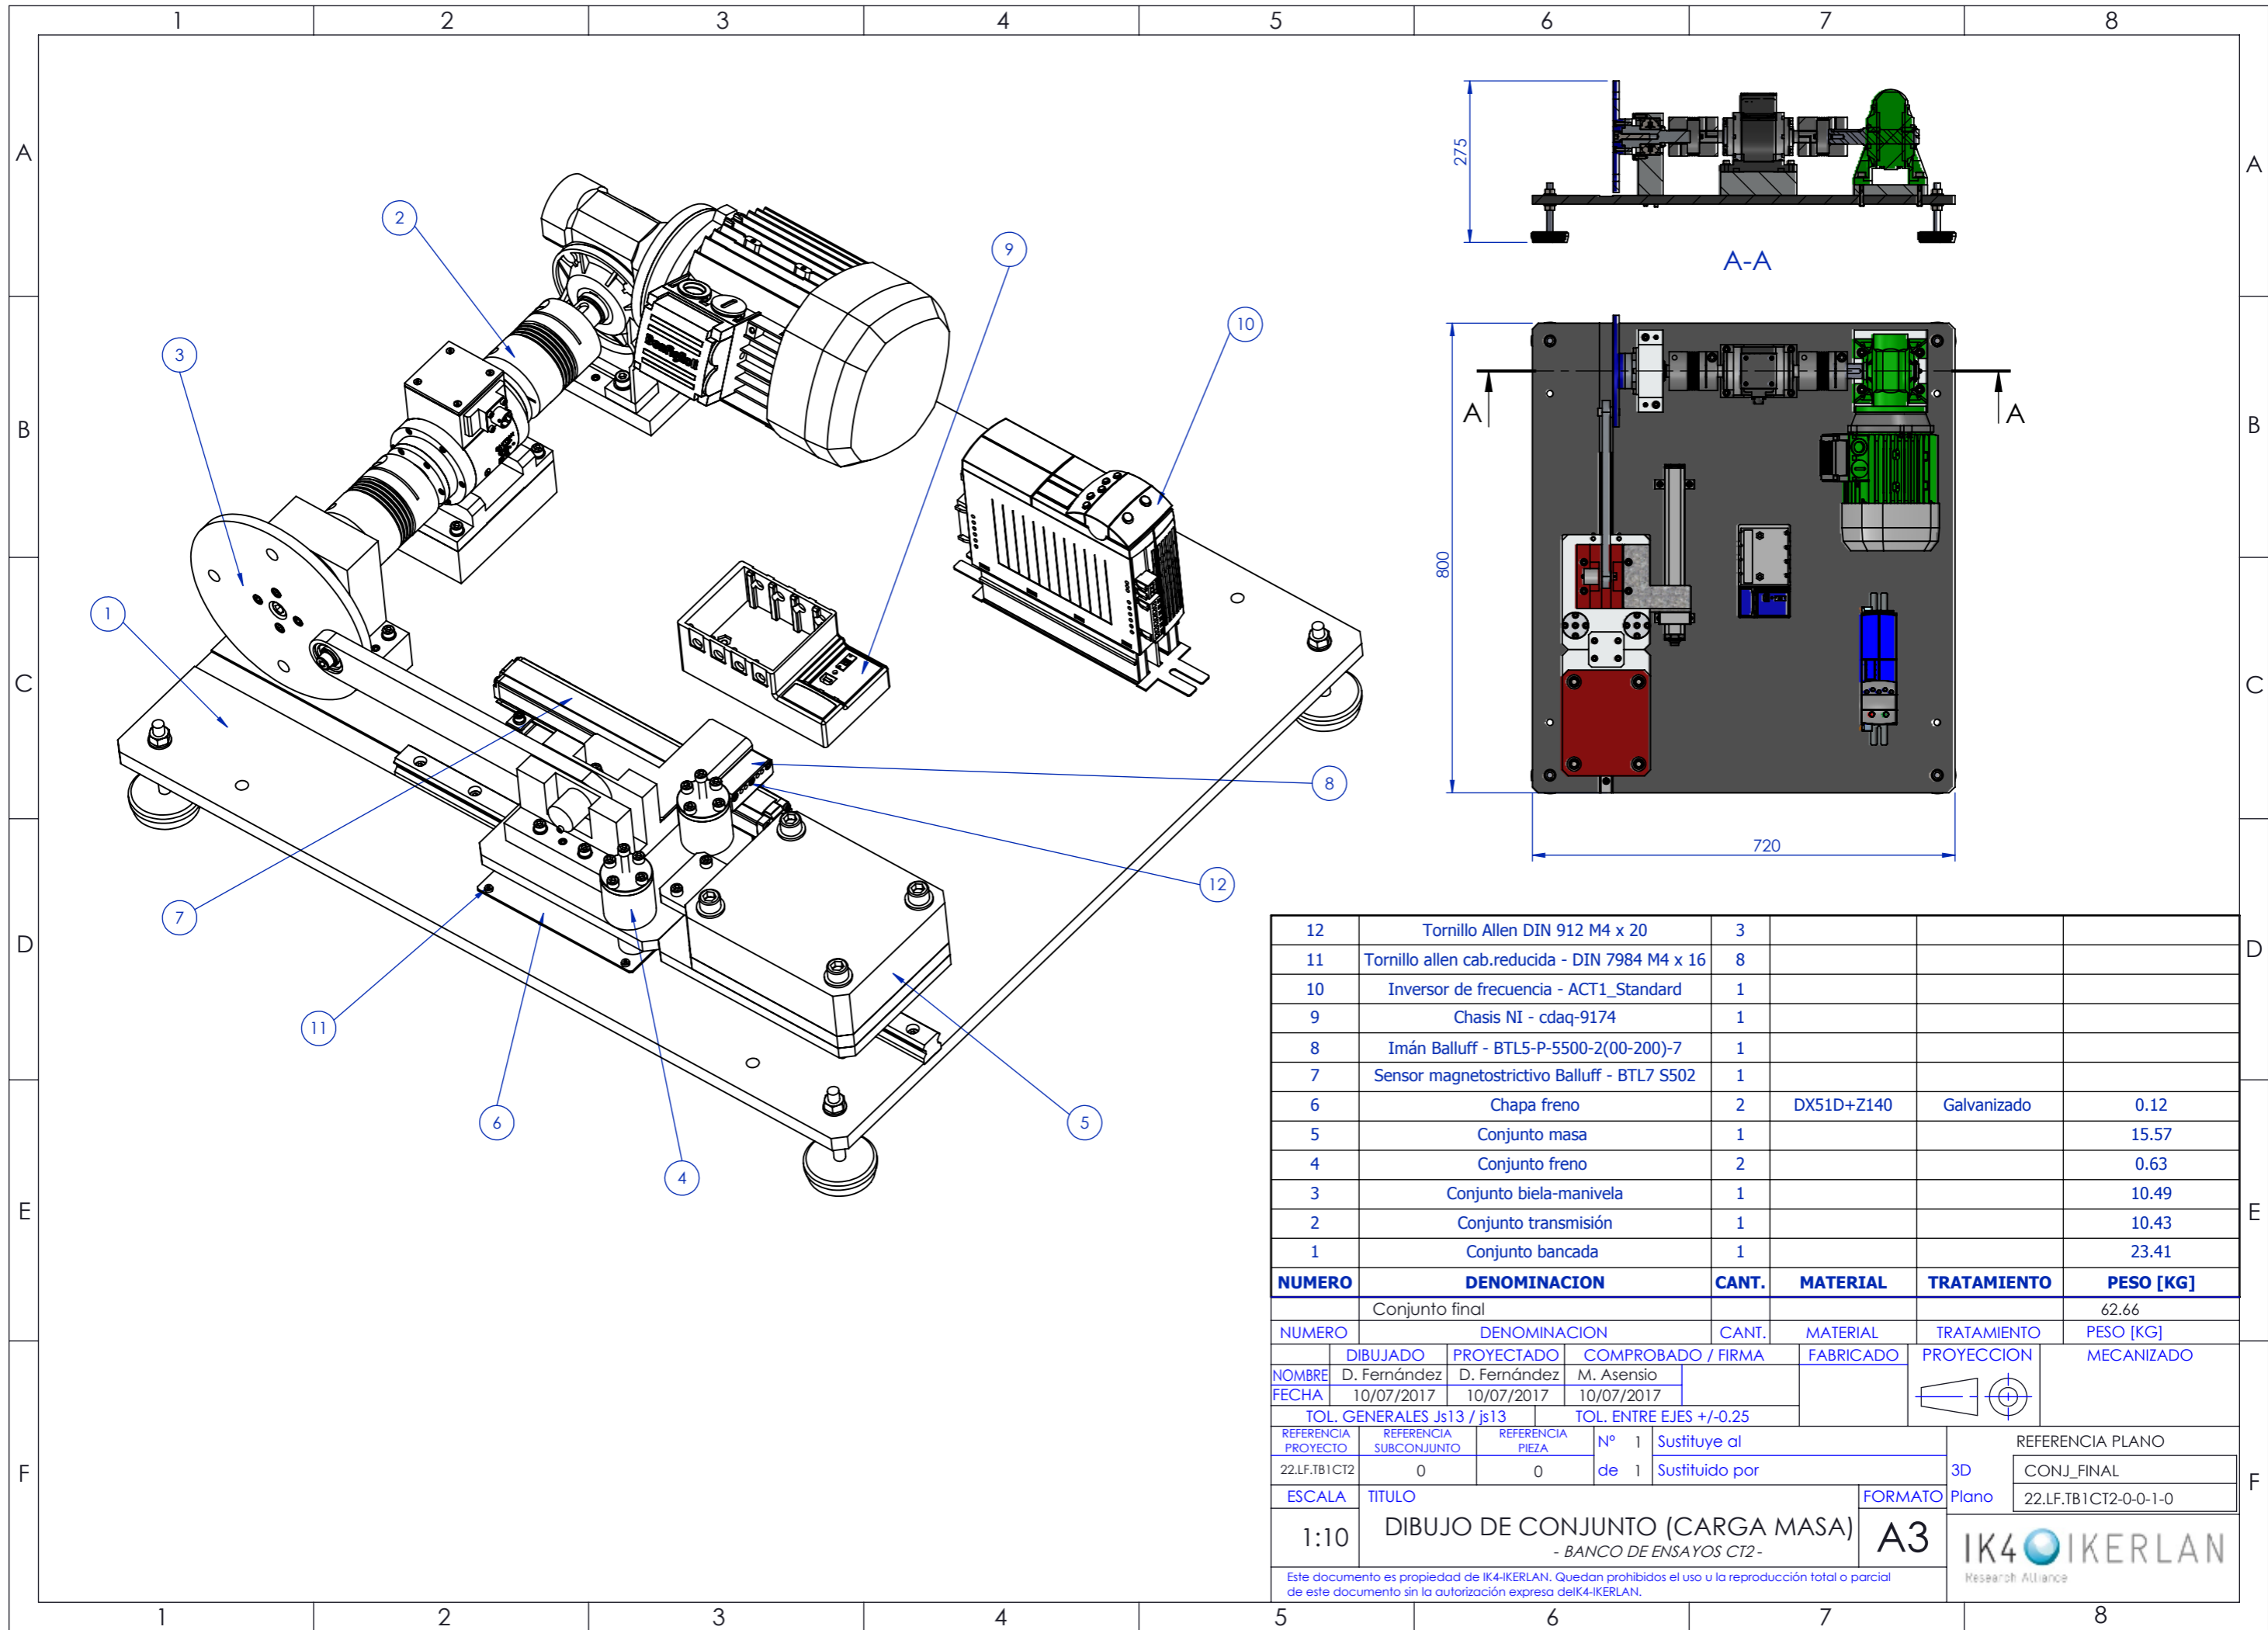 1 2 3 4 5 6 7 8
A A
B B
C C
D D
E E
F F
1 2 3 4 5 6 7 8
2
9
10
3
1
8
7
12
11
6
5
4
Bonfiglioli
275
A-A
800
A A
720
12 Tornillo Allen DIN 912 M4 x 20 3
11 Tornillo allen cab.reducida - DIN 7984 M4 x 16 8
10 Inversor de frecuencia - ACT1_Standard 1
9 Chasis NI - cdaq-9174 1
8 Imán Balluff - BTL5-P-5500-2(00-200)-7 1
7 Sensor magnetostrictivo Balluff - BTL7 S502 1
6 Chapa freno 2 DX51D+Z140 Galvanizado 0.12
5 Conjunto masa 1 15.57
4 Conjunto freno 2 0.63
3 Conjunto biela-manivela 1 10.49
2 Conjunto transmisión 1 10.43
1 Conjunto bancada 1 23.41
NUMERO DENOMINACION CANT. MATERIAL TRATAMIENTO PESO [KG]
Conjunto final 62.66
NUMERO DENOMINACION CANT. MATERIAL TRATAMIENTO PESO [KG]
DIBUJADO PROYECTADO COMPROBADO / FIRMA FABRICADO PROYECCION MECANIZADO
NOMBRE D. Fernández D. Fernández M. Asensio
FECHA 10/07/2017 10/07/2017 10/07/2017
TOL. GENERALES Js13 / js13 TOL. ENTRE EJES +/-0.25
REFERENCIA PROYECTO REFERENCIA SUBCONJUNTO REFERENCIA PIEZA Nº 1 Sustituye al REFERENCIA PLANO
22.LF.TB1CT2 0 0 de 1 Sustituido por 3D CONJ_FINAL
ESCALA TITULO FORMATO Plano 22.LF.TB1CT2-0-0-1-0
1:10 DIBUJO DE CONJUNTO (CARGA MASA) A3
- BANCO DE ENSAYOS CT2 -
IK4 IKERLAN
Research Alliance
Este documento es propiedad de IK4-IKERLAN. Quedan prohibidos el uso u la reproducción total o parcial
de este documento sin la autorización expresa delK4-IKERLAN.